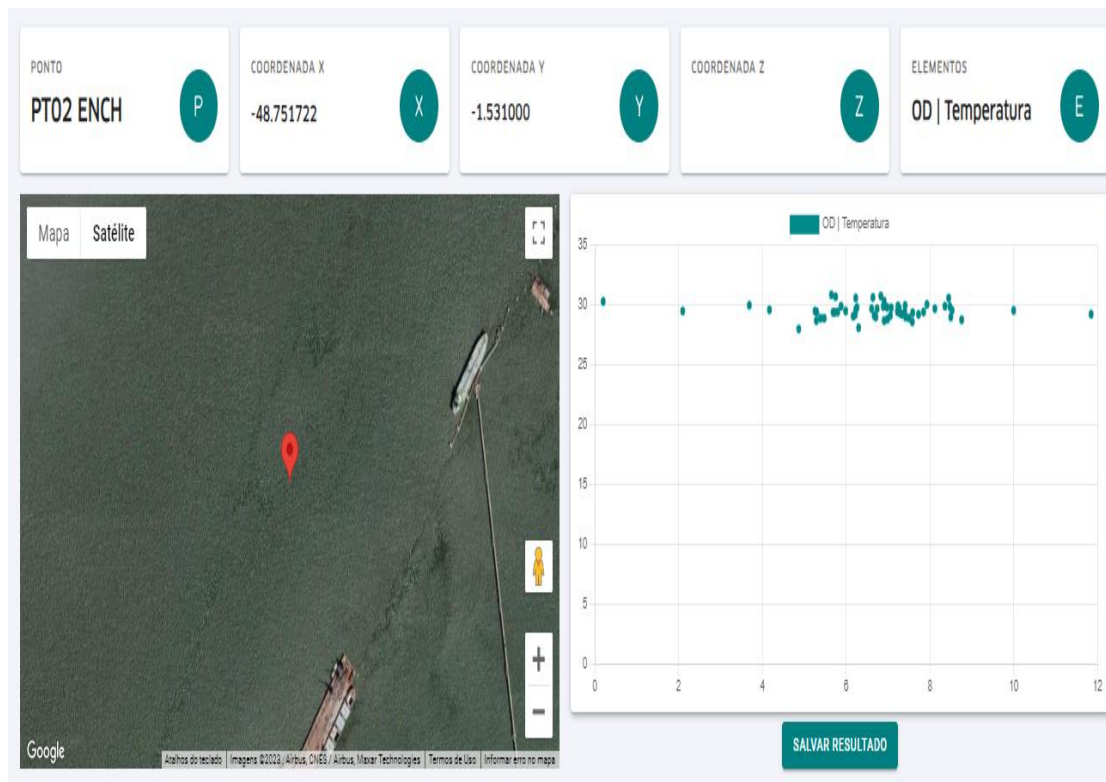 PONTO
PT02 ENCH
P
COORDENADA X
-48.751722
X
COORDENADA Y
-1.531000
Y
COORDENADA Z
Z
ELEMENTOS
OD | Temperatura
E
Mapa Satélite
Google
Atalhos do teclado Imagens ©2023, Airbus, CNES / Airbus, Maxar Technologies Termos de Uso Informar erro no mapa
OD | Temperatura
35
30
25
20
15
10
5
0
0 2 4 6 8 10 12
SALVAR RESULTADO